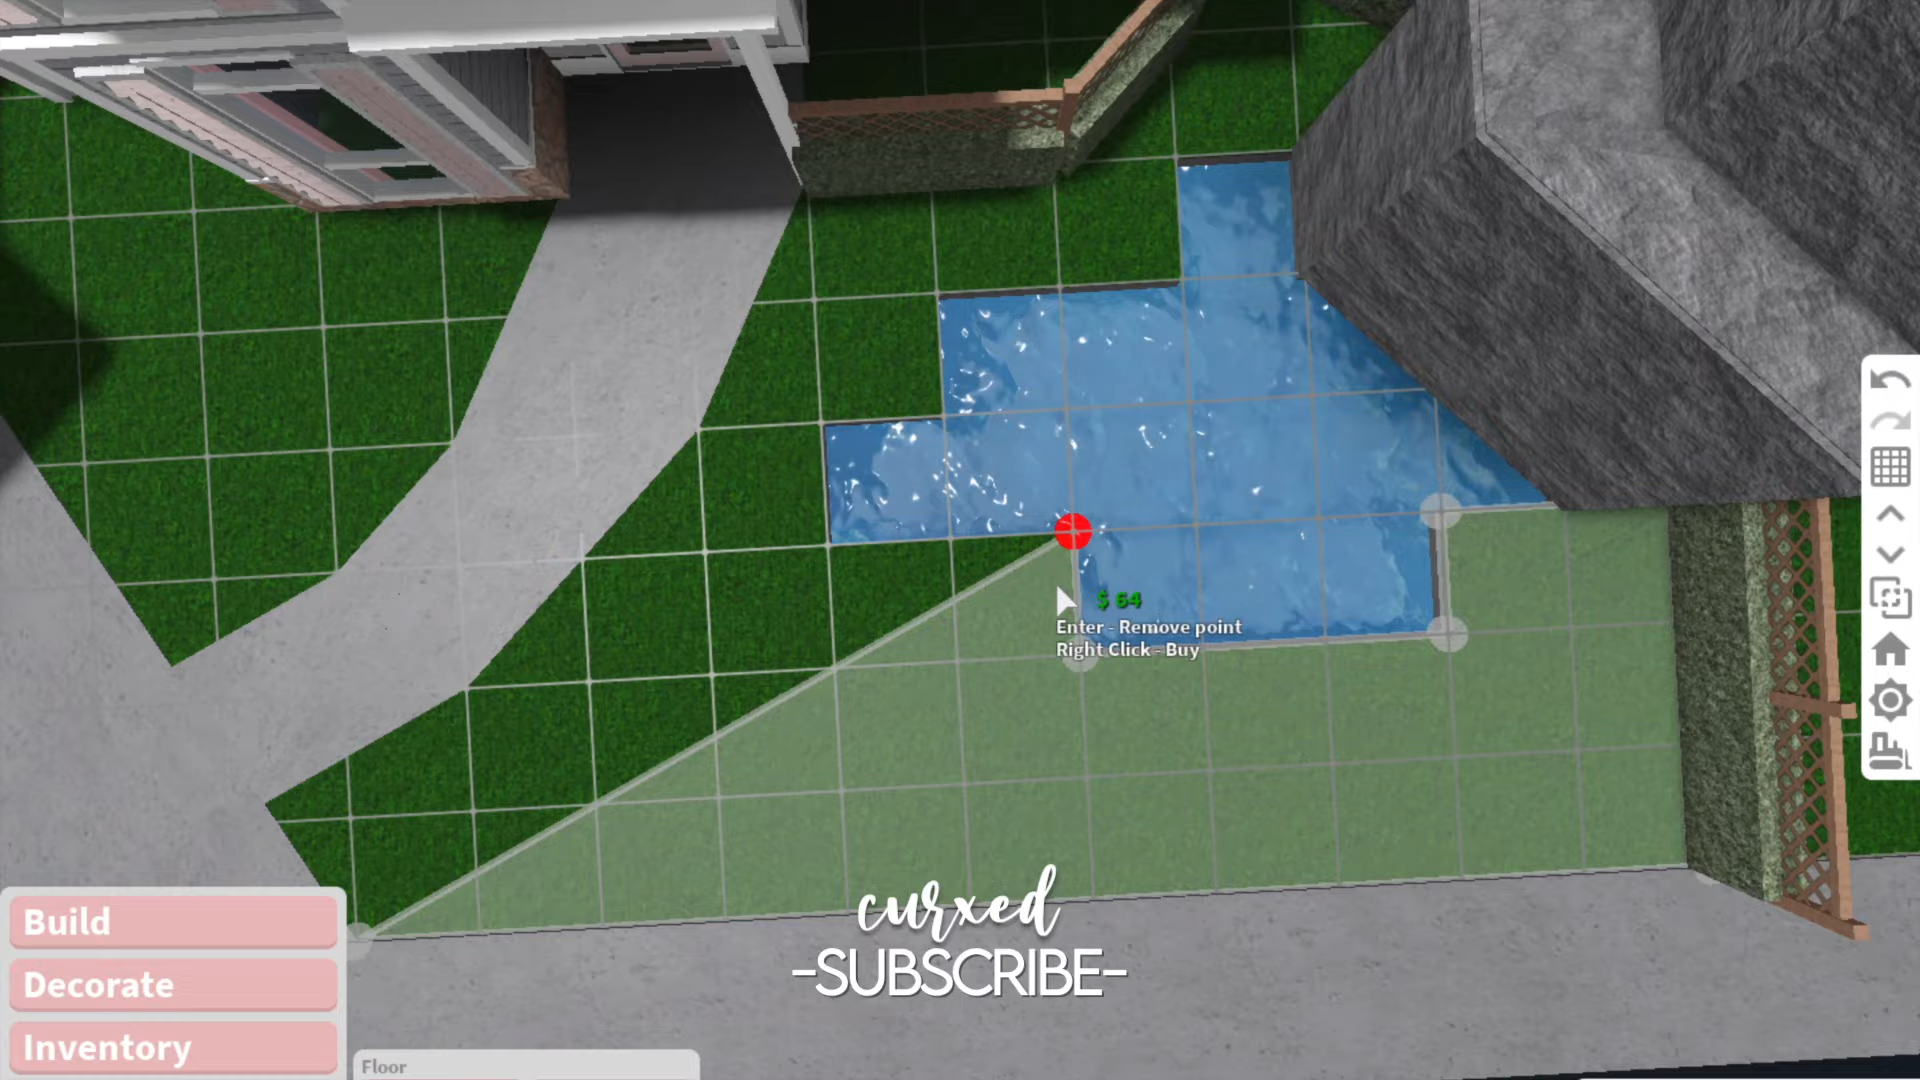 $ 64
Enter - Remove point
Right Click - Buy
curxed
-SUBSCRIBE-
Build
Decorate
Inventory
Floor